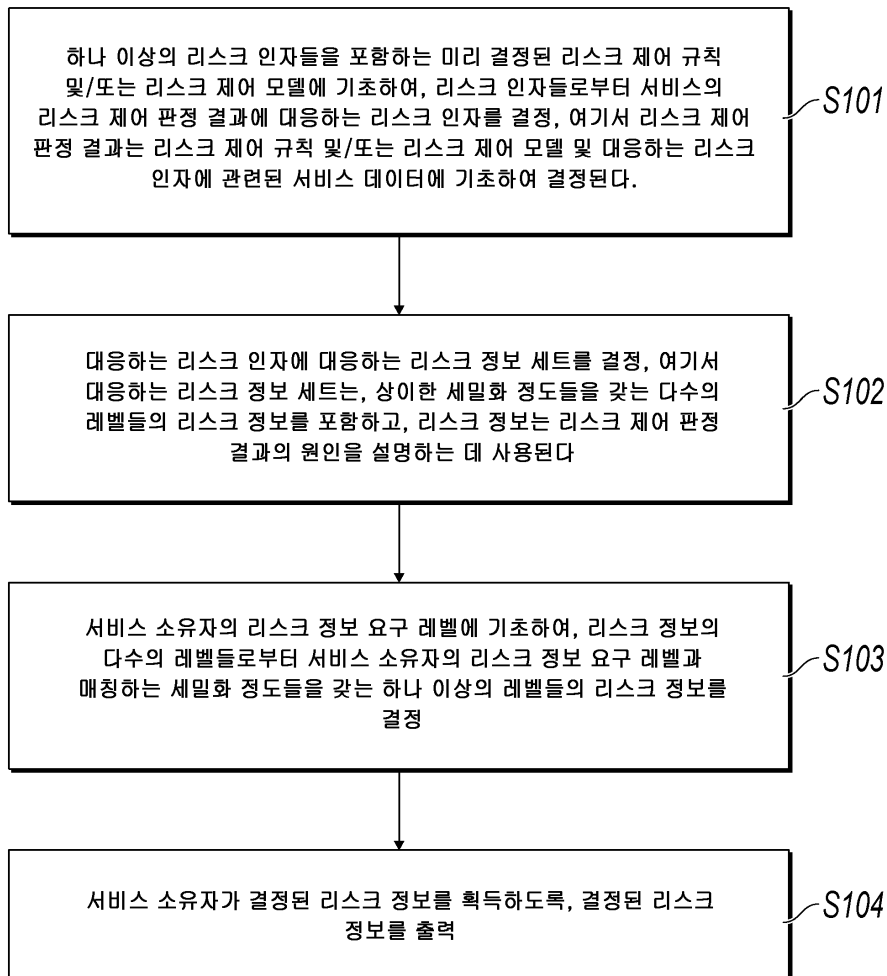 하나 이상의 리스크 인자들을 포함하는 미리 결정된 리스크 제어 규칙
및/또는 리스크 제어 모델에 기초하여, 리스크 인자들로부터 서비스의
리스크 제어 판정 결과에 대응하는 리스크 인자를 결정, 여기서 리스크 제어
판정 결과는 리스크 제어 규칙 및/또는 리스크 제어 모델 및 대응하는 리스크
인자에 관련된 서비스 데이터에 기초하여 결정된다.
S101
대응하는 리스크 인자에 대응하는 리스크 정보 세트를 결정, 여기서
대응하는 리스크 정보 세트는, 상이한 세밀화 정도들을 갖는 다수의
레벨들의 리스크 정보를 포함하고, 리스크 정보는 리스크 제어 판정
결과의 원인을 설명하는 데 사용된다
S102
서비스 소유자의 리스크 정보 요구 레벨에 기초하여, 리스크 정보의
다수의 레벨들로부터 서비스 소유자의 리스크 정보 요구 레벨과
매칭하는 세밀화 정도들을 갖는 하나 이상의 레벨들의 리스크 정보를
결정
S103
서비스 소유자가 결정된 리스크 정보를 획득하도록, 결정된 리스크
정보를 출력
S104